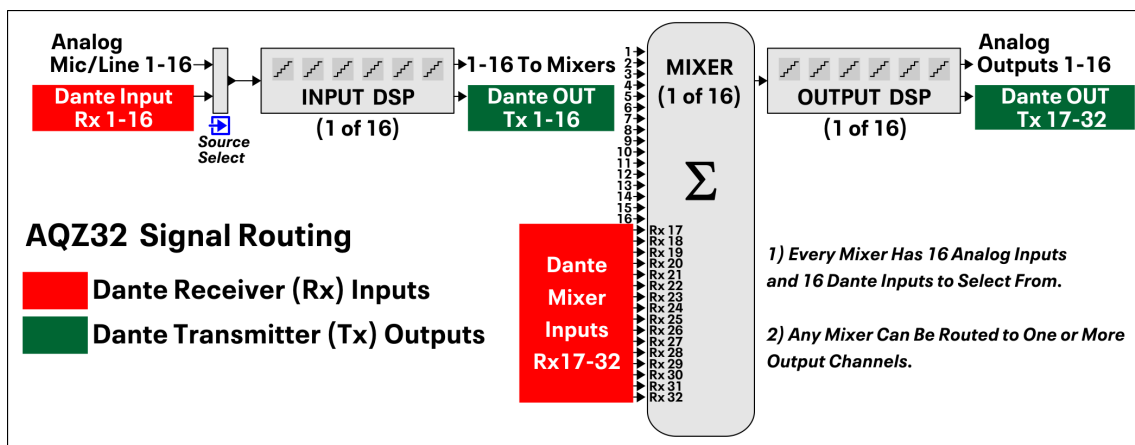 Analog
Mic/Line 1-16
Dante Input
Rx 1-16
Source
Select
INPUT DSP
(1 of 16)
1-16 To Mixers
Dante OUT
Tx 1-16
1
2
3
4
5
6
7
8
9
10
11
12
13
14
15
16
MIXER
(1 of 16)
Σ
Rx 17
Rx 18
Rx 19
Rx 20
Rx 21
Rx 22
Rx 23
Rx 24
Rx 25
Rx 26
Rx 27
Rx 28
Rx 29
Rx 30
Rx 31
Rx 32
Dante
Mixer
Inputs
Rx17-32
OUTPUT DSP
(1 of 16)
Analog
Outputs 1-16
Dante OUT
Tx 17-32
AQZ32 Signal Routing
Dante Receiver (Rx) Inputs
Dante Transmitter (Tx) Outputs
1) Every Mixer Has 16 Analog Inputs
and 16 Dante Inputs to Select From.
2) Any Mixer Can Be Routed to One or More
Output Channels.